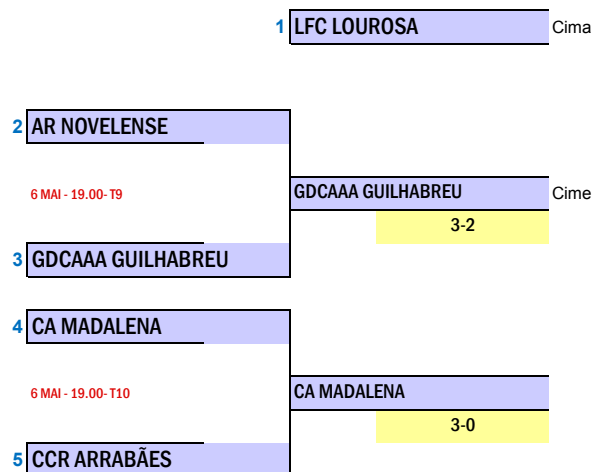 1 LFC LOUROSA Cima
2 AR NOVELENSE
6 MAI - 19.00- T9
GDCAAA GUILHABREU Cime
3-2
3 GDCAAA GUILHABREU
4 CA MADALENA
6 MAI - 19.00- T10
CA MADALENA
3-0
5 CCR ARRABÃES